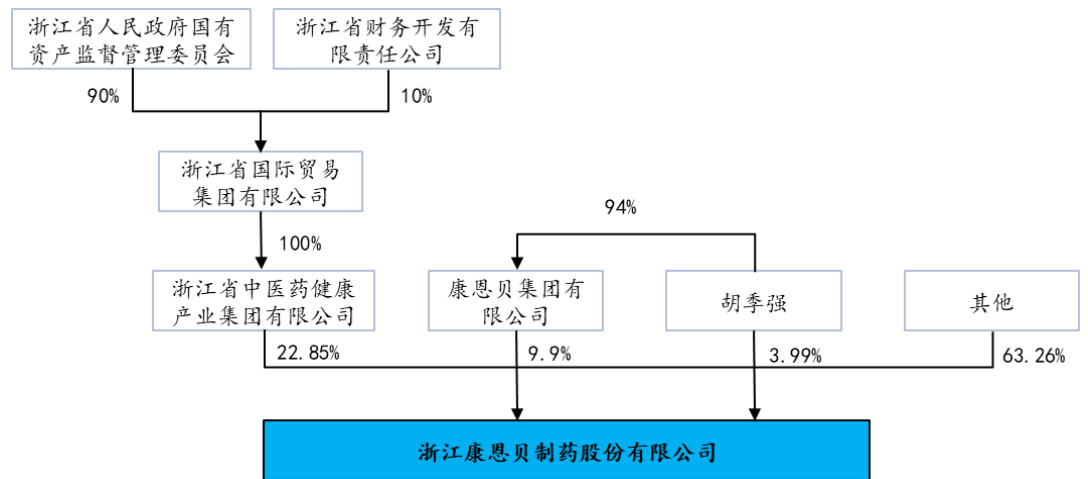 浙江省人民政府国有
资产监督管理委员会
浙江省财务开发有
限责任公司
90%
10%
浙江省国际贸易
集团有限公司
94%
100%
浙江省中医药健康
产业集团有限公司
康恩贝集团有
限公司
胡季强
其他
22.85%
9.9%
3.99%
63.26%
浙江康恩贝制药股份有限公司